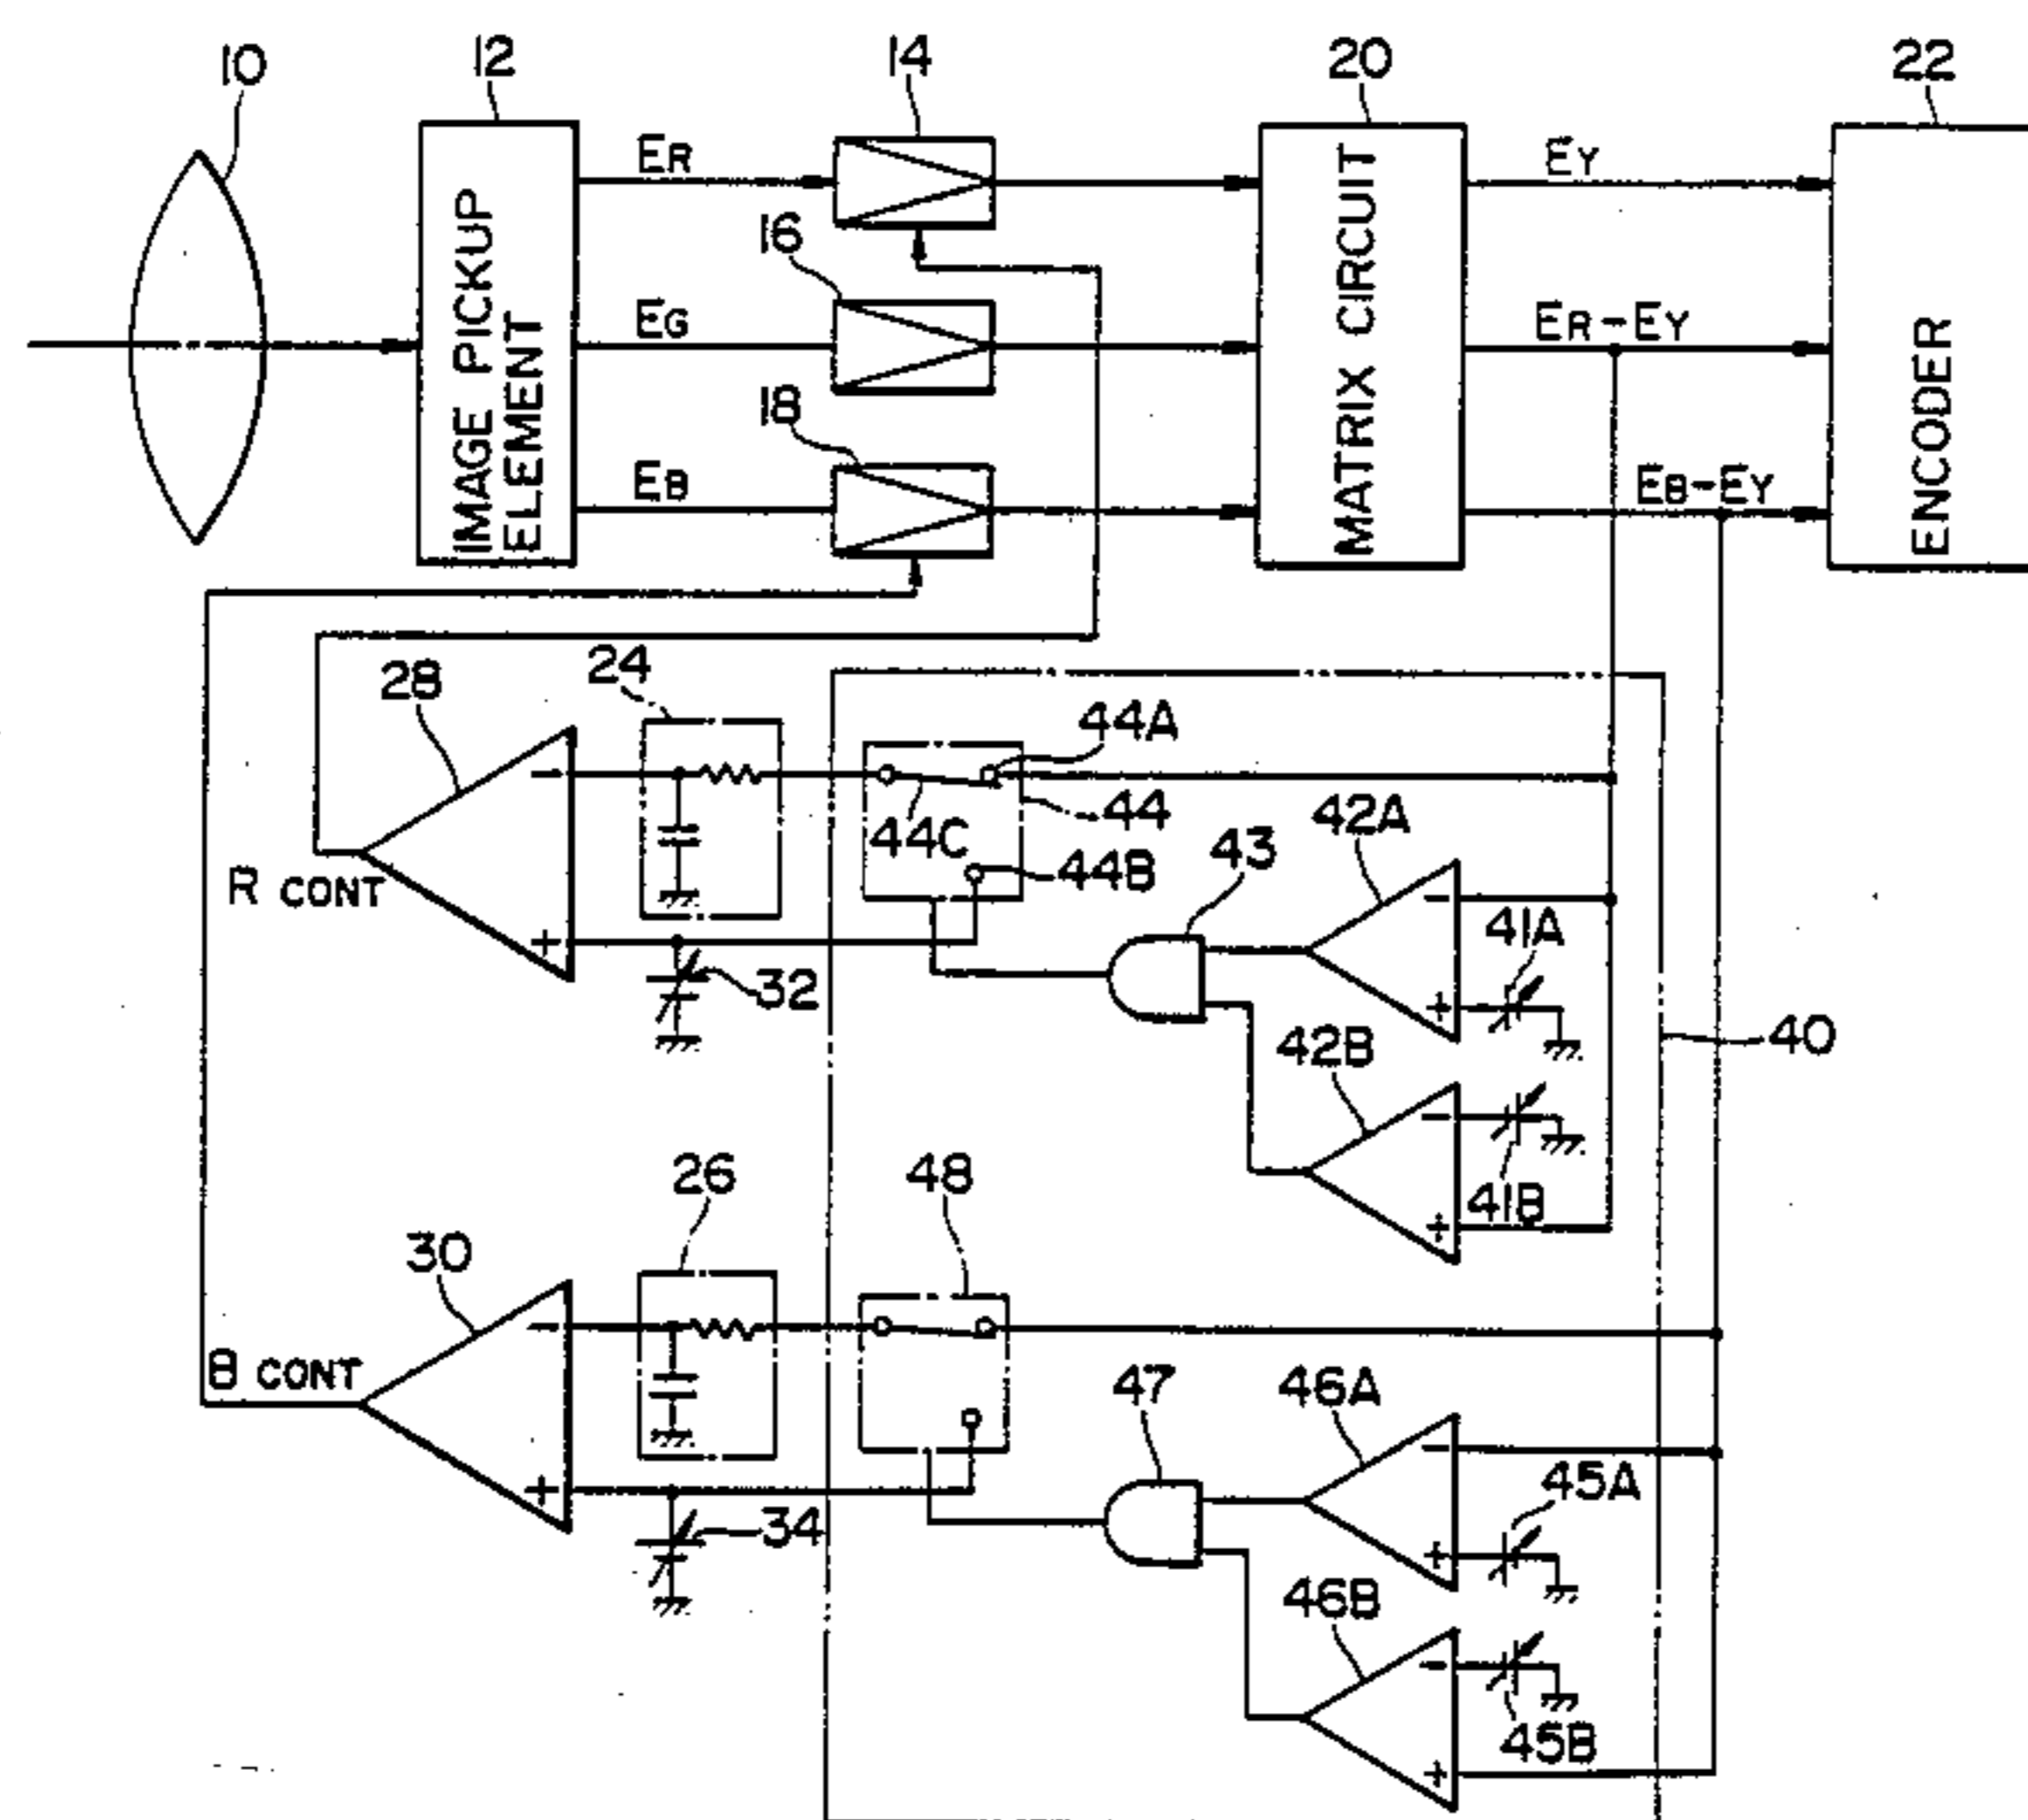 10
12
14
20
22
ER
EY
IMAGE PICKUP
ELEMENT
16
MATRIX CIRCUIT
ENCODER
EG
ER-EY
18
EB
EB-EY
28
24
44A
44
44C
44B
42A
43
R CONT
41A
32
42B
40
41B
26
48
30
B CONT
47
46A
45A
34
46B
45B
-
+
-
+
-
+
-
+
-
+
-
+